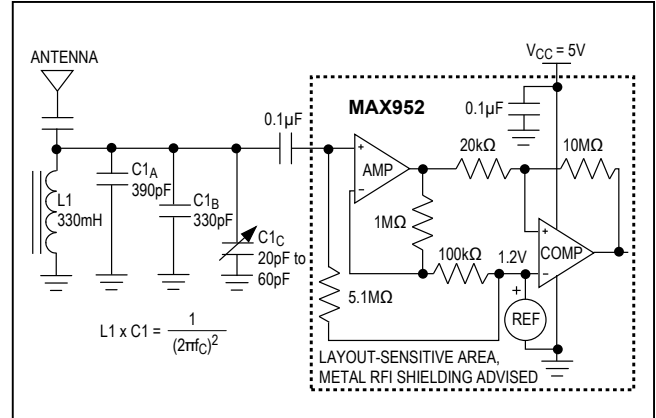 ANTENNA
VCC = 5V
MAX952
0.1µF
0.1µF
20kΩ
10MΩ
+
AMP
−
L1
330mH
C1A
390pF
C1B
330pF
C1C
20pF to
60pF
1MΩ
+
COMP
−
100kΩ
1.2V
5.1MΩ
+
REF
L1 x C1 = 1
(2πfC)2
LAYOUT-SENSITIVE AREA,
METAL RFI SHIELDING ADVISED